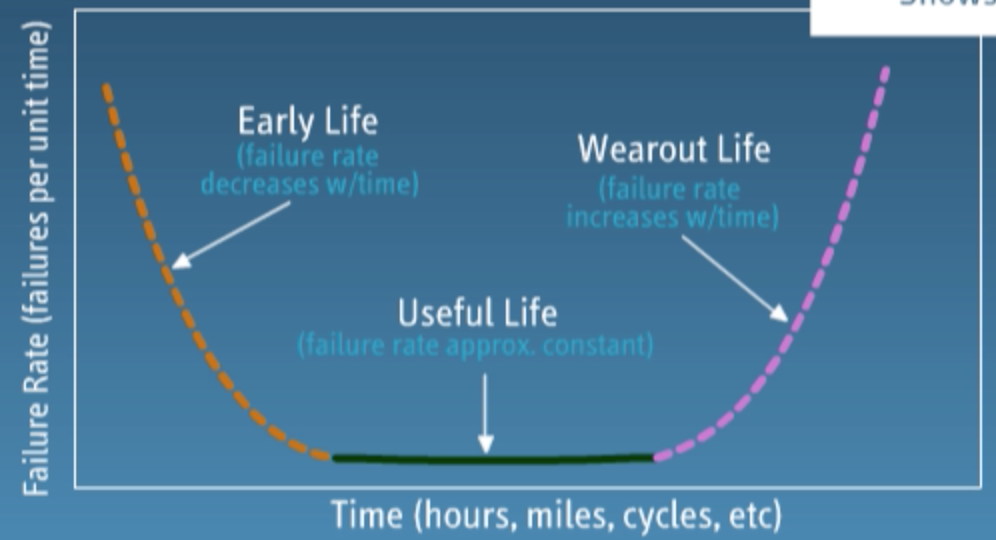 Early Life
(failure rate
decreases w/time)
Wearout Life
(failure rate
increases w/time)
Useful Life
(failure rate approx. constant)
Failure Rate (failures per unit time)
Time (hours, miles, cycles, etc)